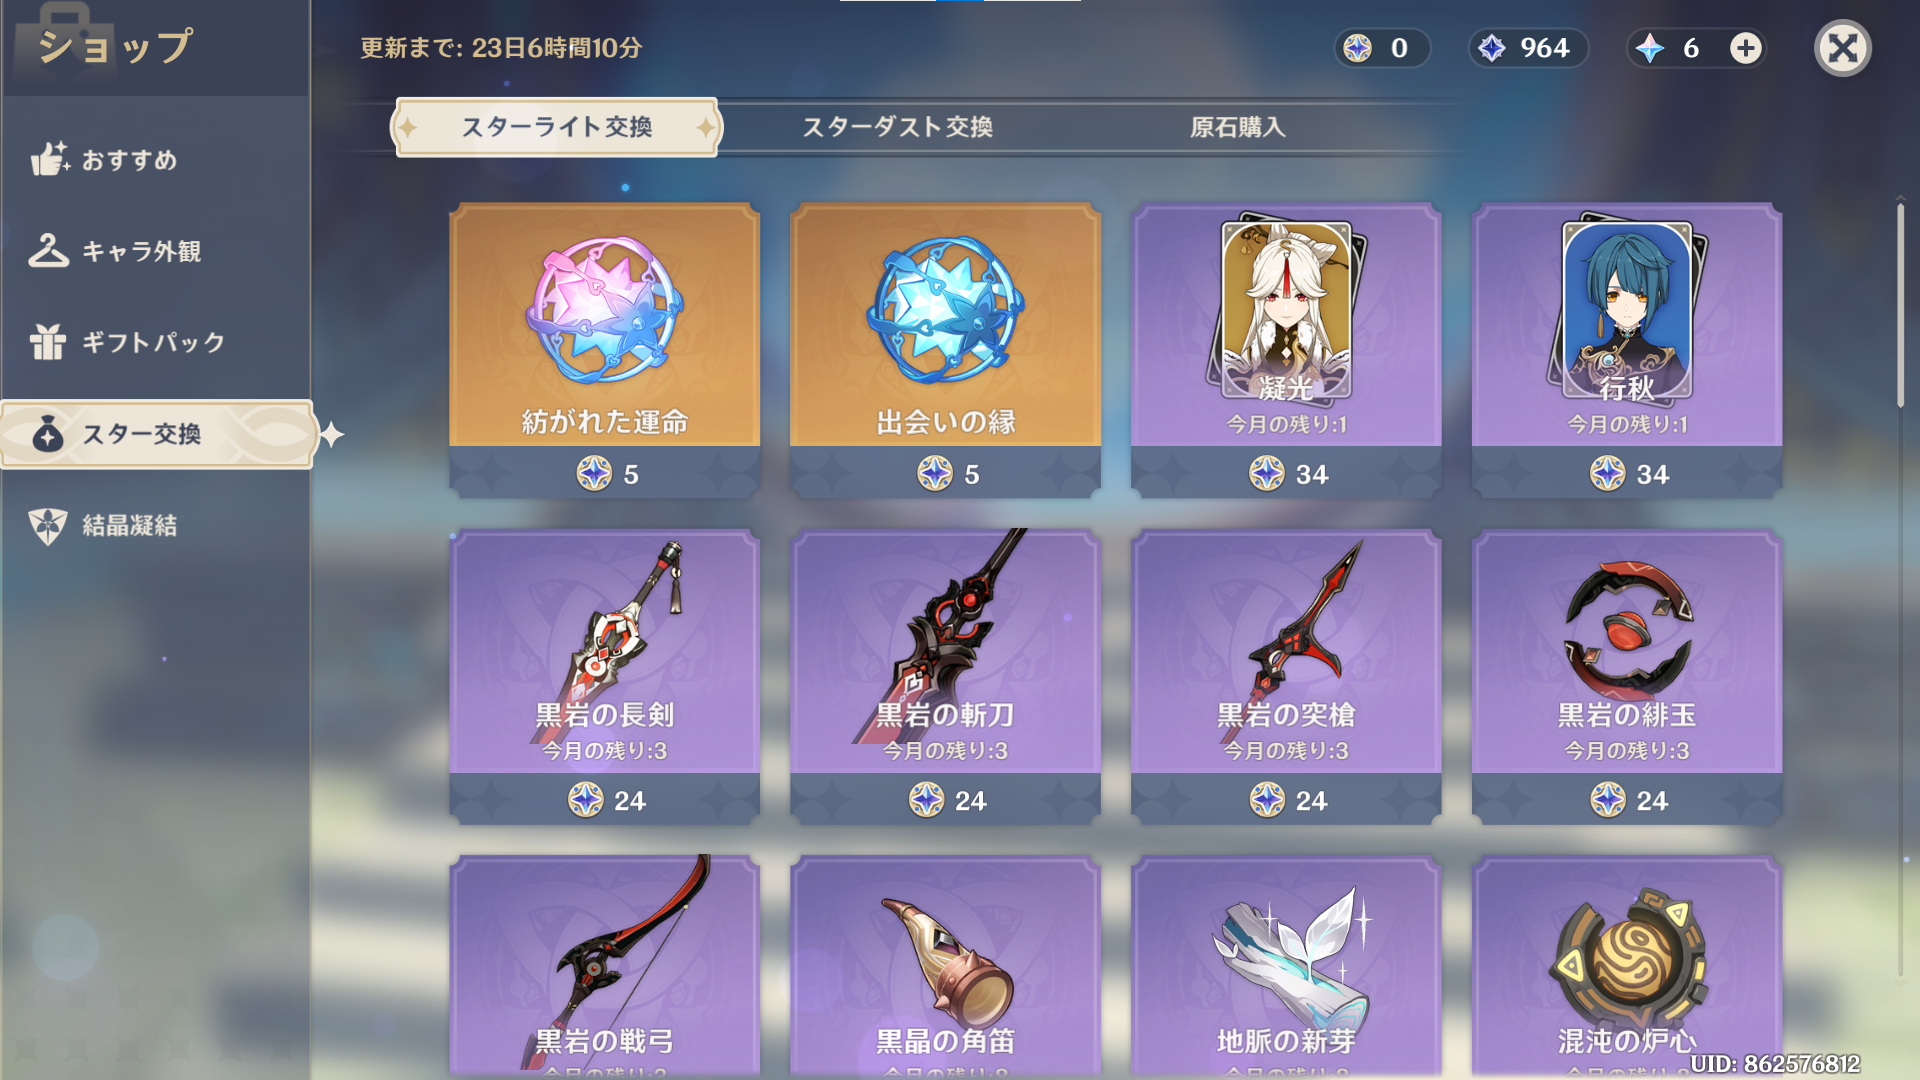 ショップ
更新まで: 23日6時間10分
0
964
6
おすすめ
キャラ外観
ギフトパック
スター交換
結晶凝結
スターライト交換
スターダスト交換
原石購入
紡がれた運命
5
出会いの縁
5
凝光
今月の残り:1
34
行秋
今月の残り:1
34
黒岩の長剣
今月の残り:3
24
黒岩の斬刀
今月の残り:3
24
黒岩の突槍
今月の残り:3
24
黒岩の緋玉
今月の残り:3
24
黒岩の戦弓
黒晶の角笛
地脈の新芽
混沌の炉心
UID: 862576812